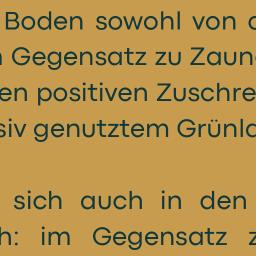 Boden sowohl von
Gegensatz zu Zaun
en positiven Zuschre
siv genutztem Grünl
sich auch in den
h: im Gegensatz z